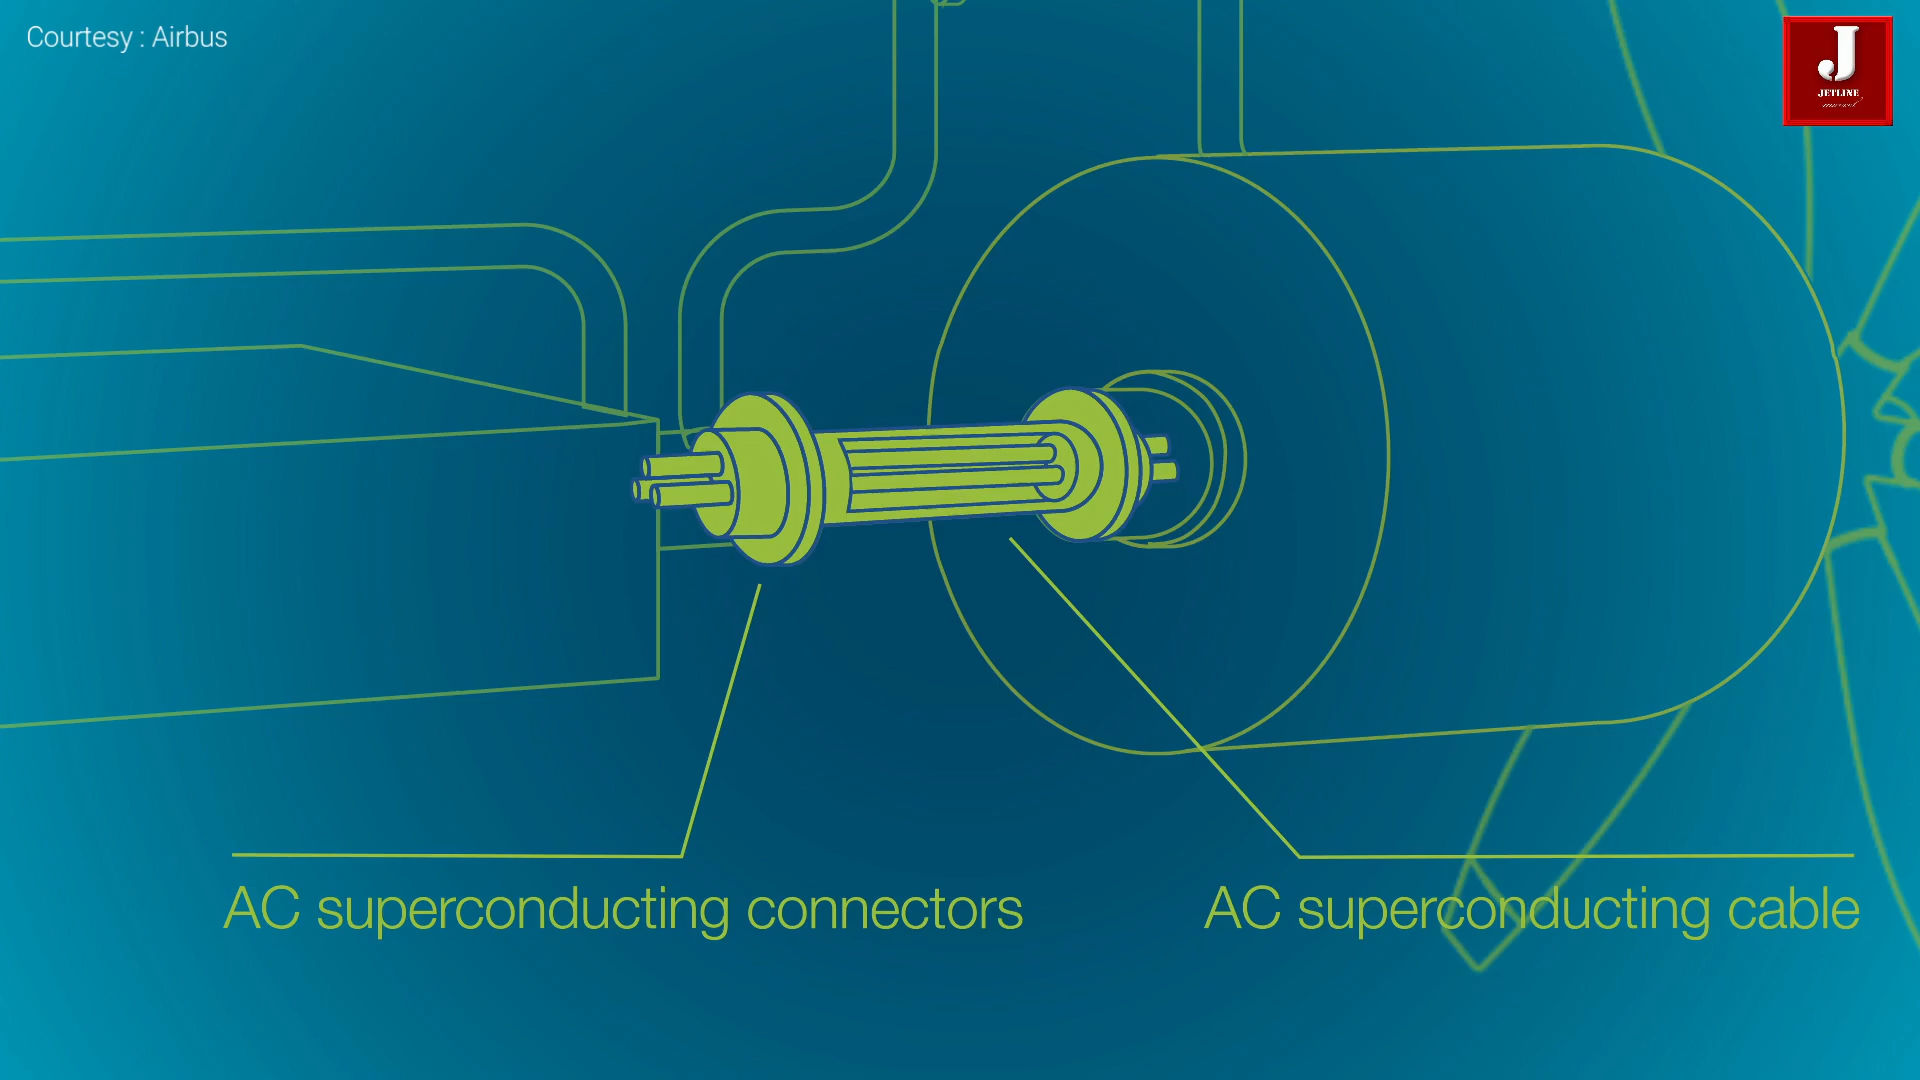 Courtesy : Airbus
J
JETLINE
AC superconducting connectors
AC superconducting cable